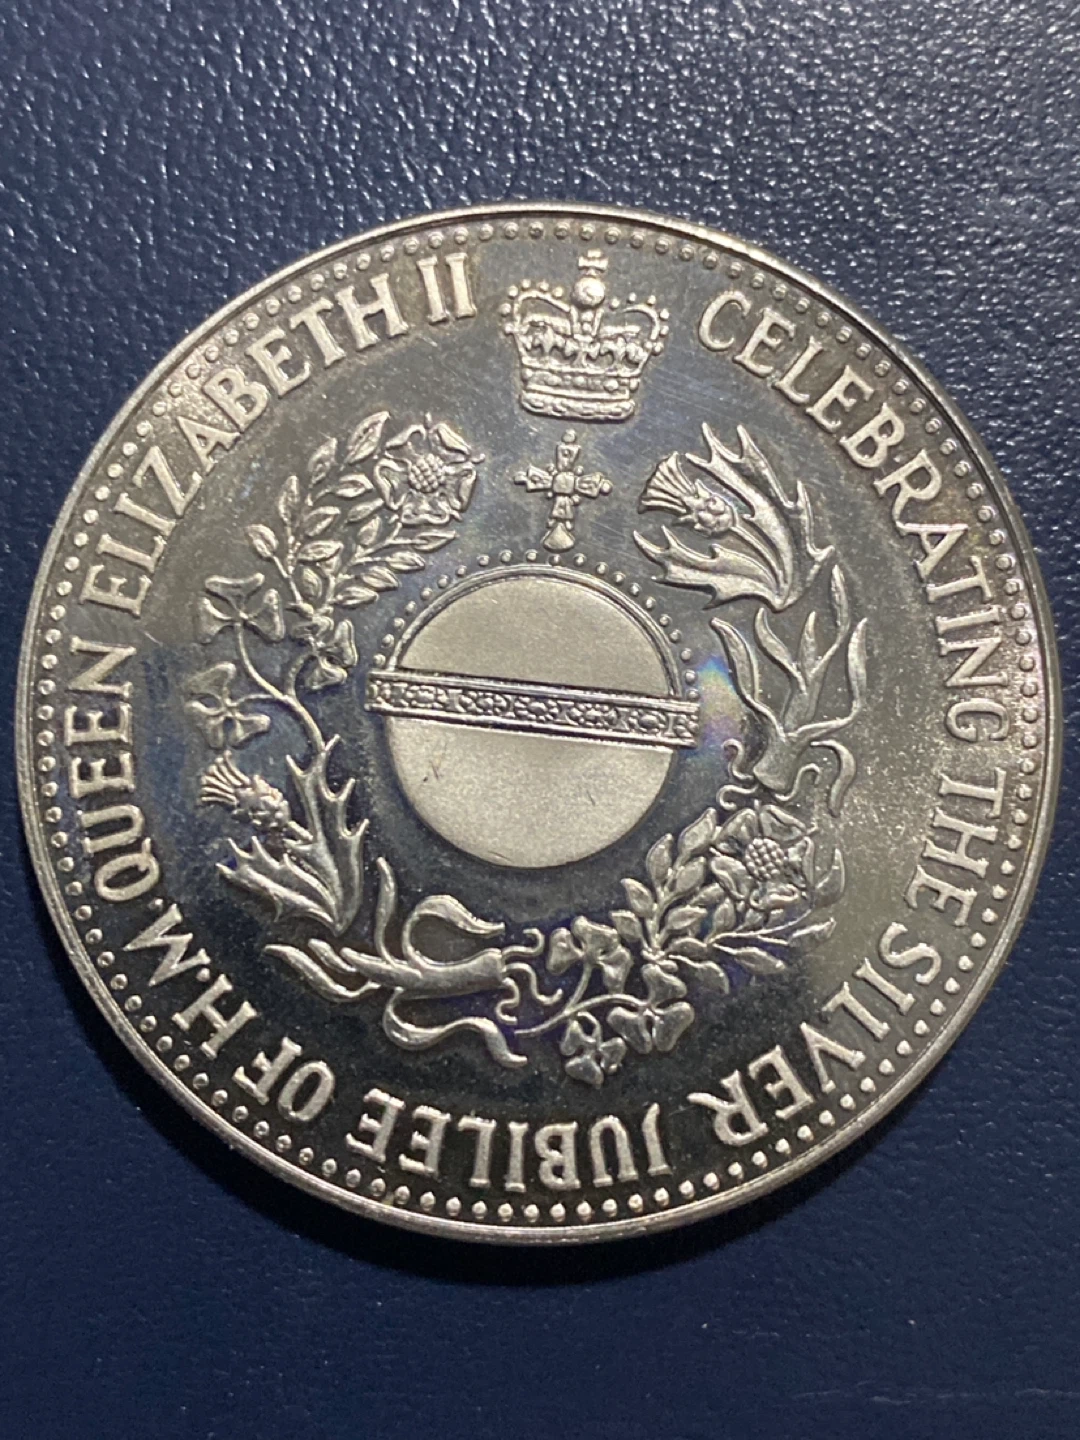 CELEBRATING THE SILVER JUBILEE OF H.M. QUEEN ELIZABETH II